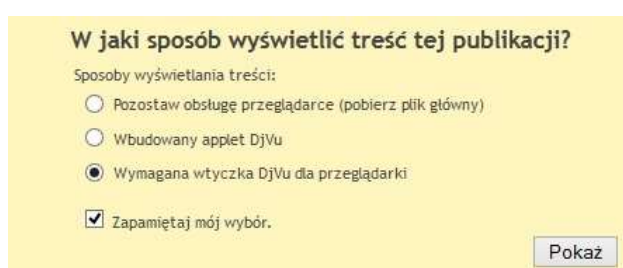 W jaki sposób wyświetlić treść tej publikacji?
Sposoby wyświetlania treści:
Pozostaw obsługę przeglądarce (pobierz plik główny)
Wbudowany applet DjVu
Wymagana wtyczka DjVu dla przeglądarki
Zapamiętaj mój wybór.
Pokaż